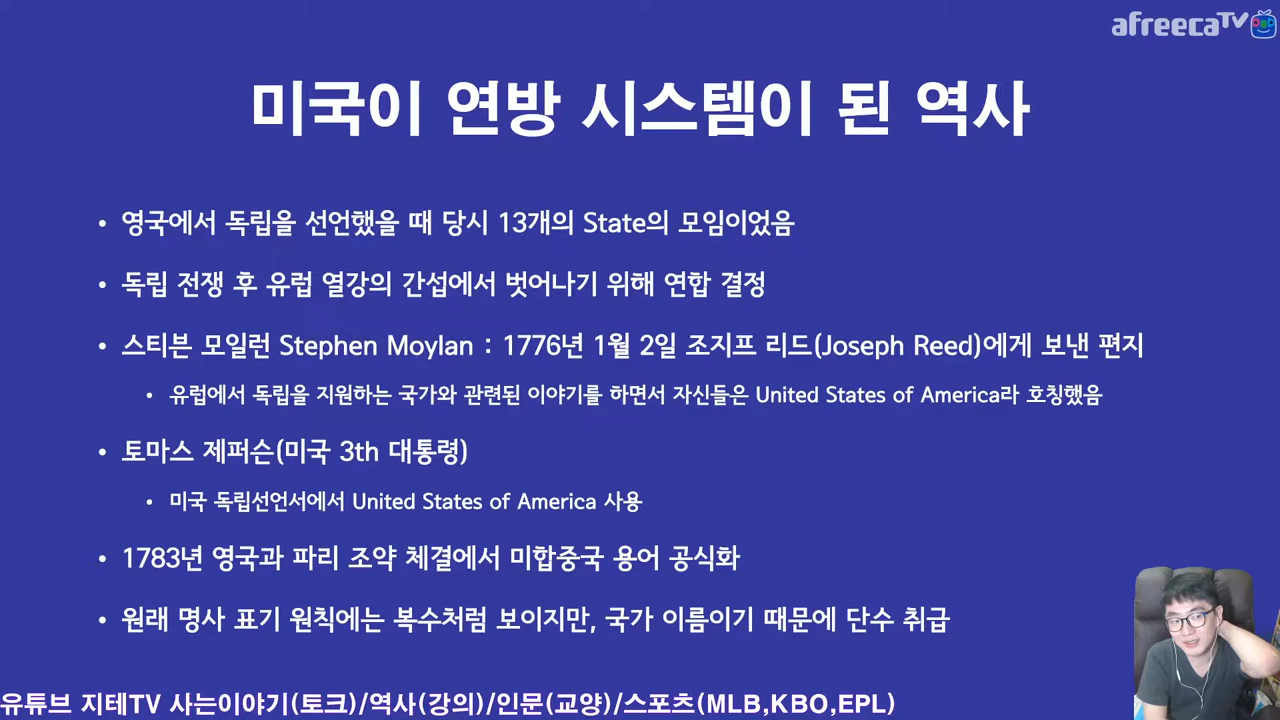 afreecaTV
미국이 연방 시스템이 된 역사
• 영국에서 독립을 선언했을 때 당시 13개의 State의 모임이었음
• 독립 전쟁 후 유럽 열강의 간섭에서 벗어나기 위해 연합 결정
• 스티븐 모일런 Stephen Moylan : 1776년 1월 2일 조지프 리드(Joseph Reed)에게 보낸 편지
• 유럽에서 독립을 지원하는 국가와 관련된 이야기를 하면서 자신들은 United States of America라 호칭했음
• 토마스 제퍼슨(미국 3th 대통령)
• 미국 독립선언서에서 United States of America 사용
• 1783년 영국과 파리 조약 체결에서 미합중국 용어 공식화
• 원래 명사 표기 원칙에는 복수처럼 보이지만, 국가 이름이기 때문에 단수 취급
유튜브 지테TV 사는이야기(토크)/역사(강의)/인문(교양)/스포츠(MLB,KBO,EPL)